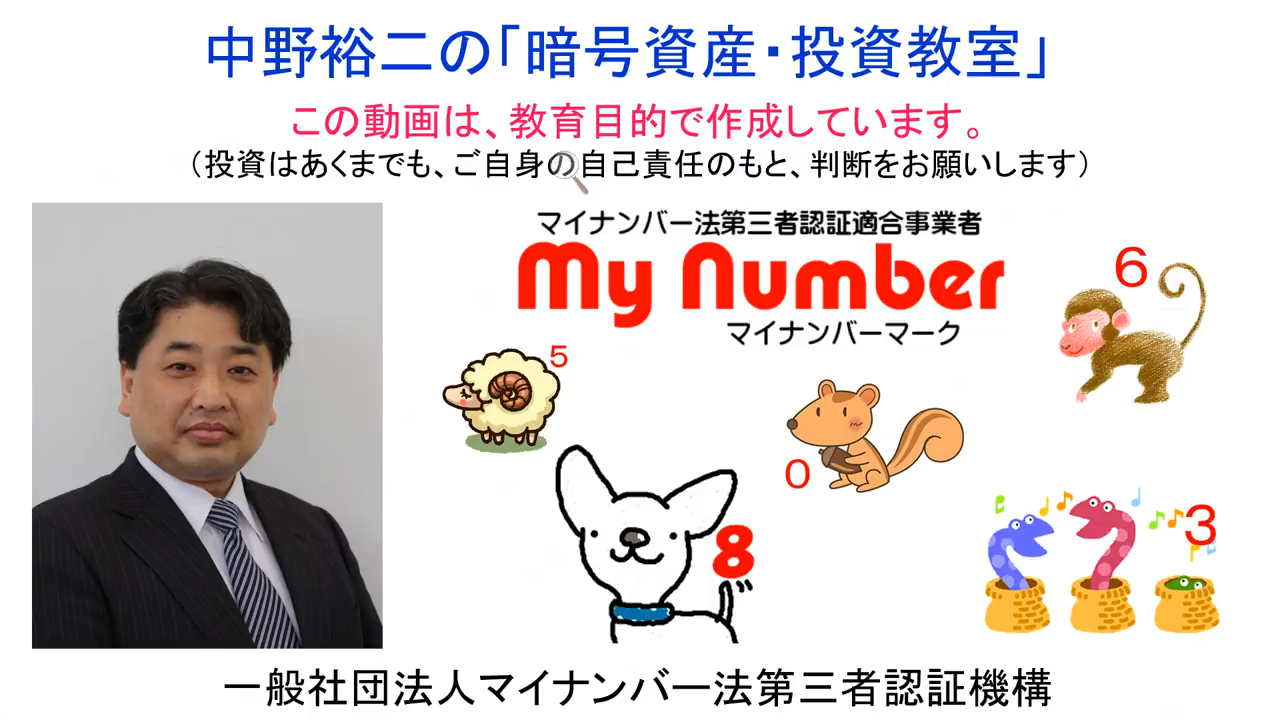 中野裕二の「暗号資産・投資教室」
この動画は、教育目的で作成しています。
（投資はあくまでも、ご自身の自己責任のもと、判断をお願いします）
マイナンバー法第三者認証適合事業者
My Number
マイナンバーマーク
6
5
0
8
3
一般社団法人マイナンバー法第三者認証機構